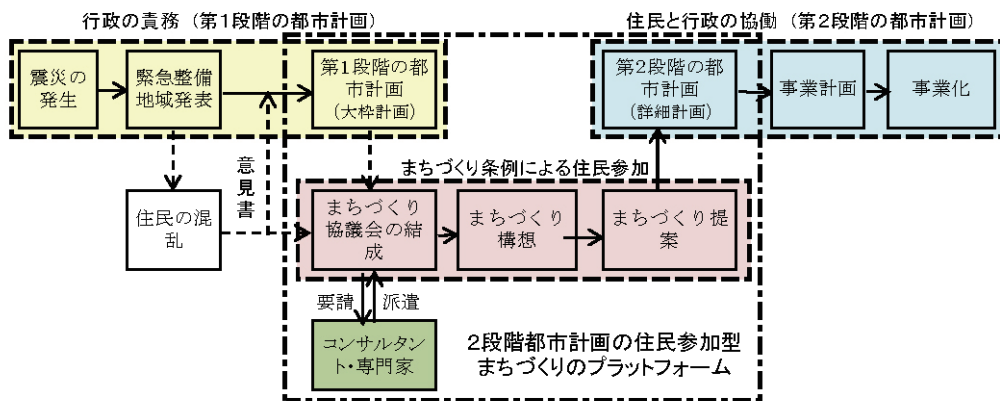 行政の責務（第1段階の都市計画）
住民と行政の協働（第2段階の都市計画）
震災の
発生
緊急整備
地域発表
第1段階の都
市計画
(大枠計画)
第2段階の都
市計画
(詳細計画)
事業計画
事業化
意見書
まちづくり条例による住民参加
住民の混
乱
まちづくり
協議会の結
成
まちづくり
構想
まちづくり提
案
要請
派遣
コンサルタン
ト・専門家
2段階都市計画の住民参加型
まちづくりのプラットフォーム